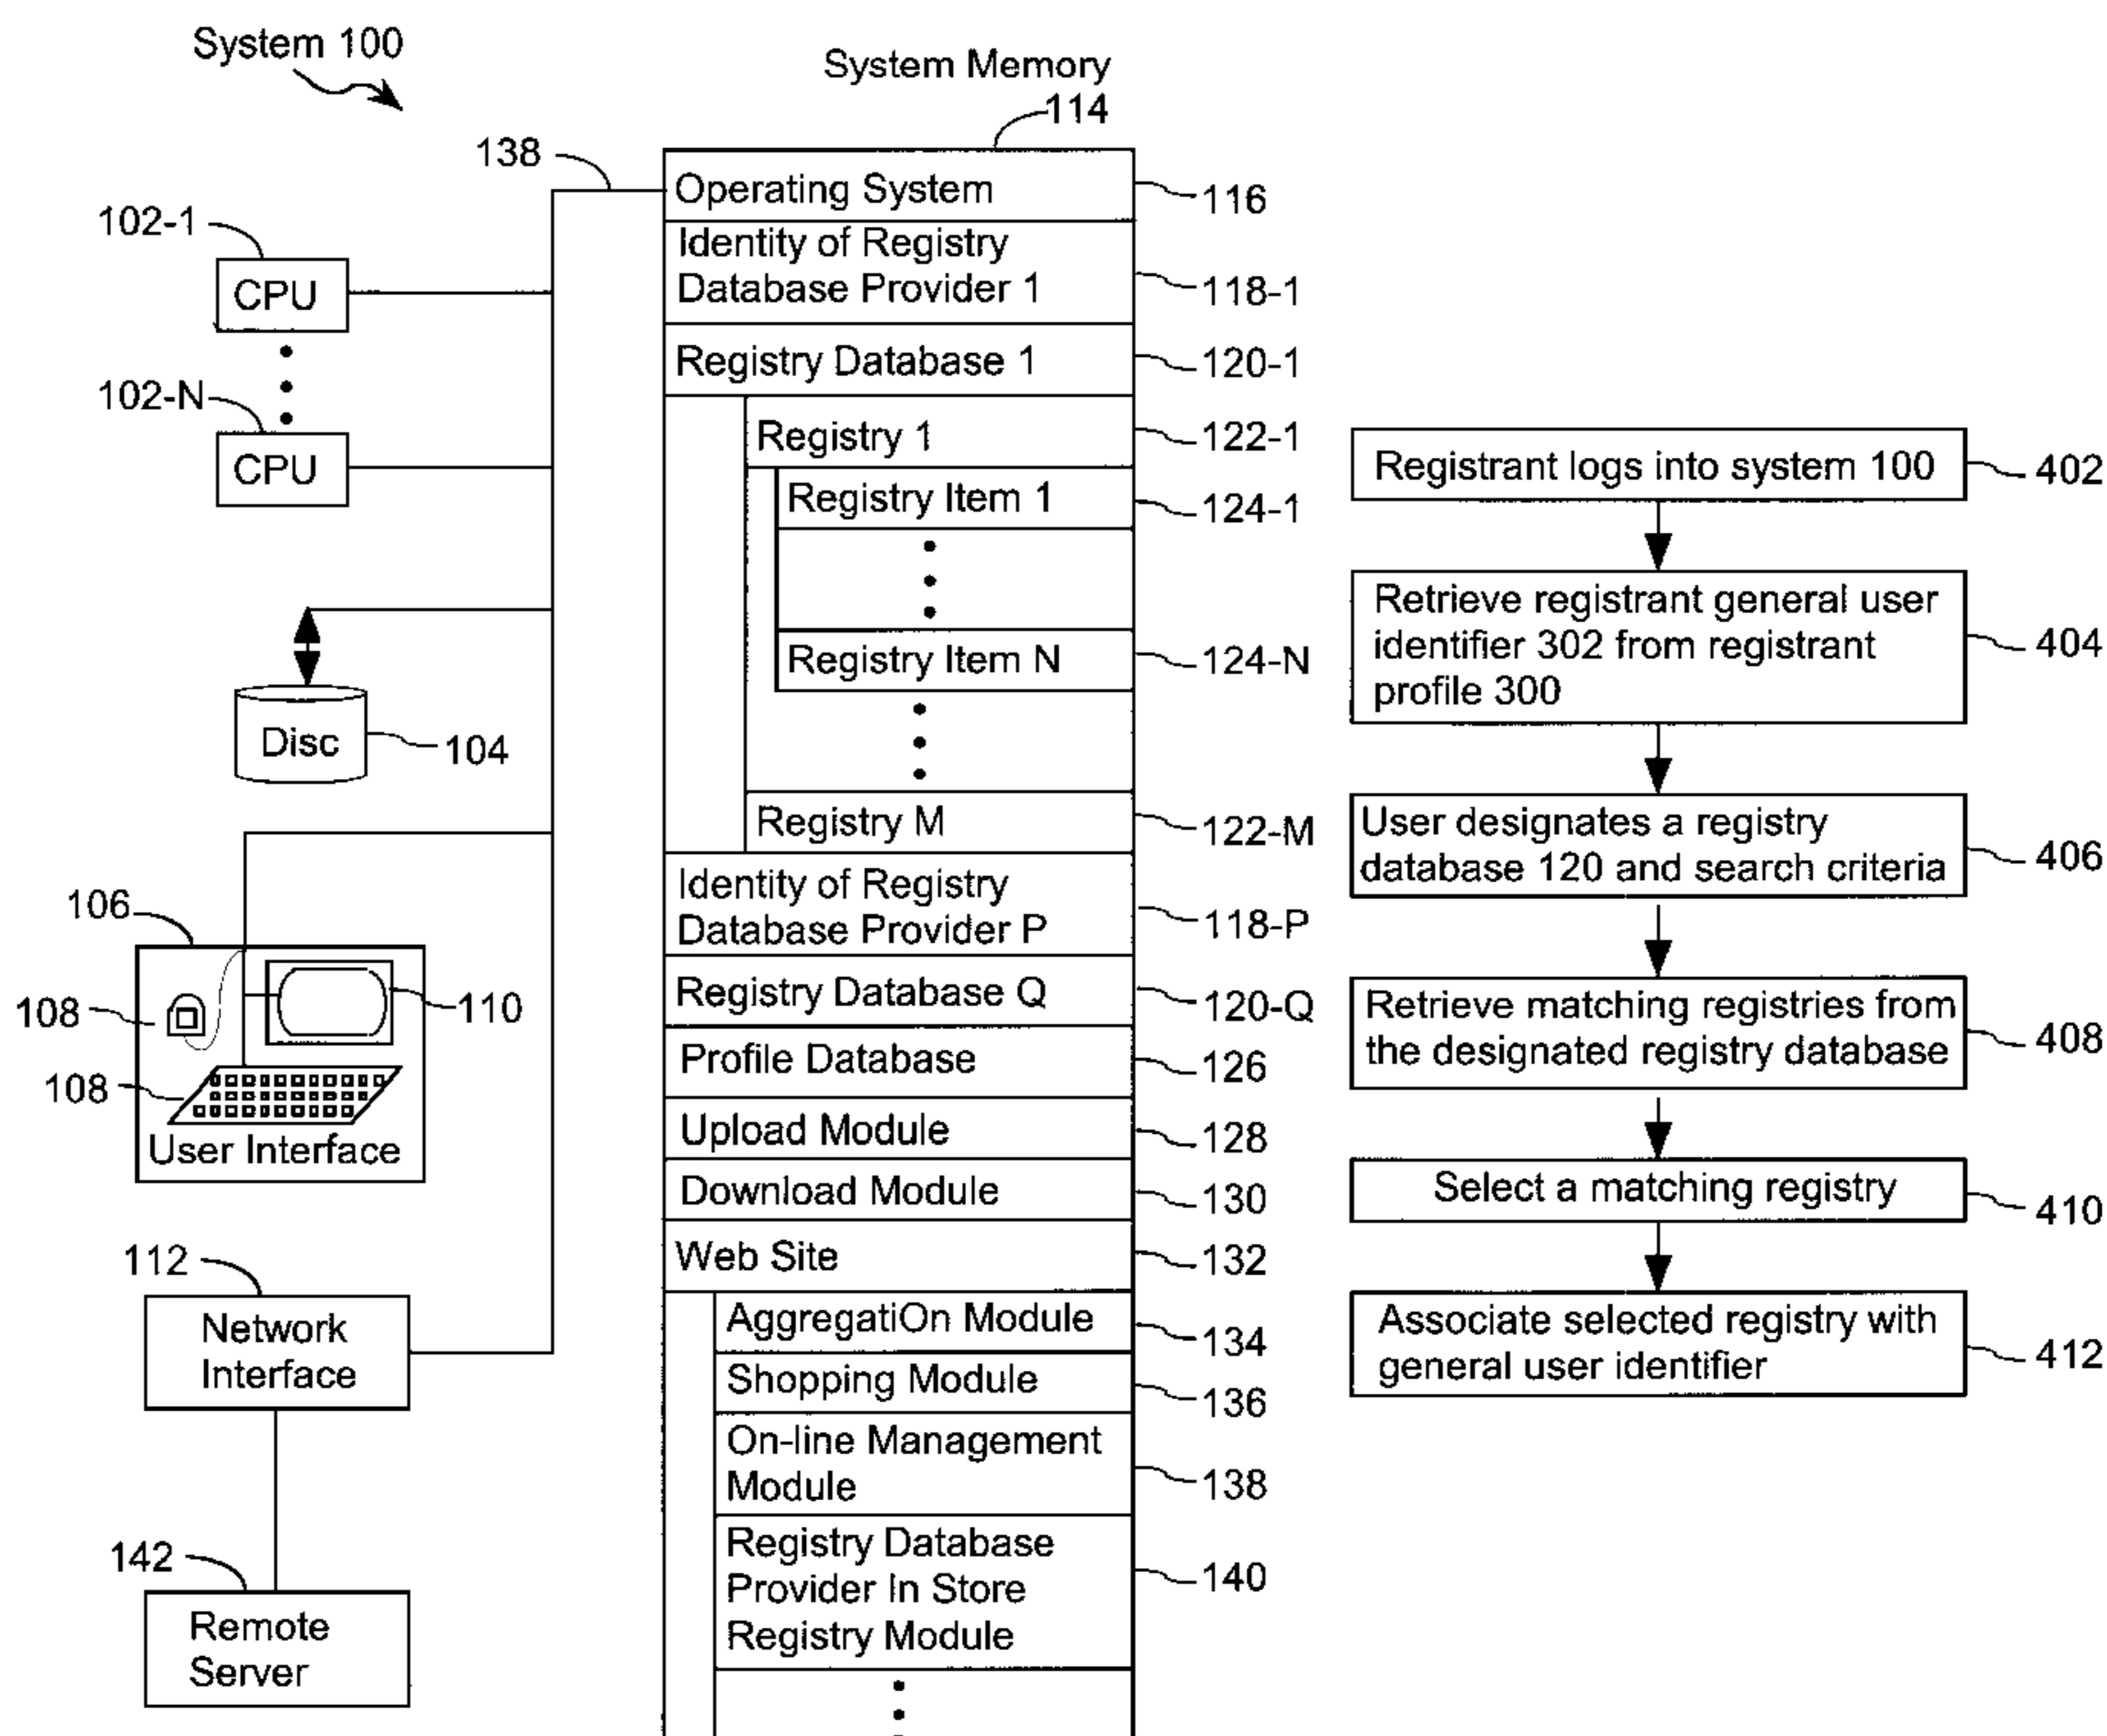 System 100
138
102-1
CPU
102-N
CPU
Disc
104
106
108
110
108
User Interface
112
Network
Interface
142
Remote
Server
System Memory
114
Operating System
116
Identity of Registry
Database Provider 1
118-1
Registry Database 1
120-1
Registry 1
122-1
Registry Item 1
124-1
Registry Item N
124-N
Registry M
122-M
Identity of Registry
Database Provider P
118-P
Registry Database Q
120-Q
Profile Database
126
Upload Module
128
Download Module
130
Web Site
132
AggregatiOn Module
134
Shopping Module
136
On-line Management
Module
138
Registry Database
Provider In Store
Registry Module
140
Registrant logs into system 100
402
Retrieve registrant general user
identifier 302 from registrant
profile 300
404
User designates a registry
database 120 and search criteria
406
Retrieve matching registries from
the designated registry database
408
Select a matching registry
410
Associate selected registry with
general user identifier
412